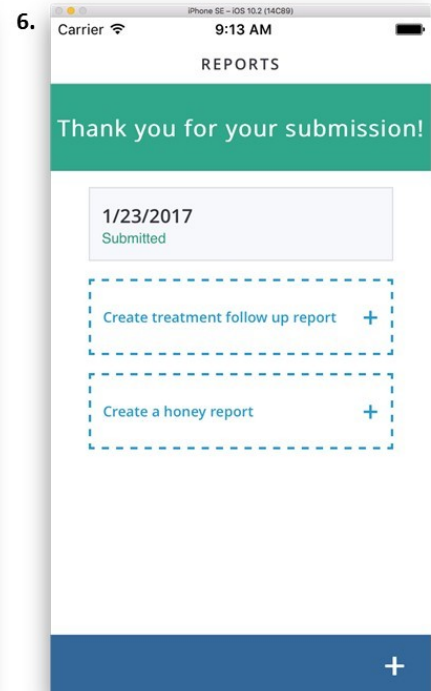 6.
iPhone SE – iOS 10.2 (14C89)
Carrier 9:13 AM
REPORTS
Thank you for your submission!
1/23/2017
Submitted
Create treatment follow up report +
Create a honey report +
+